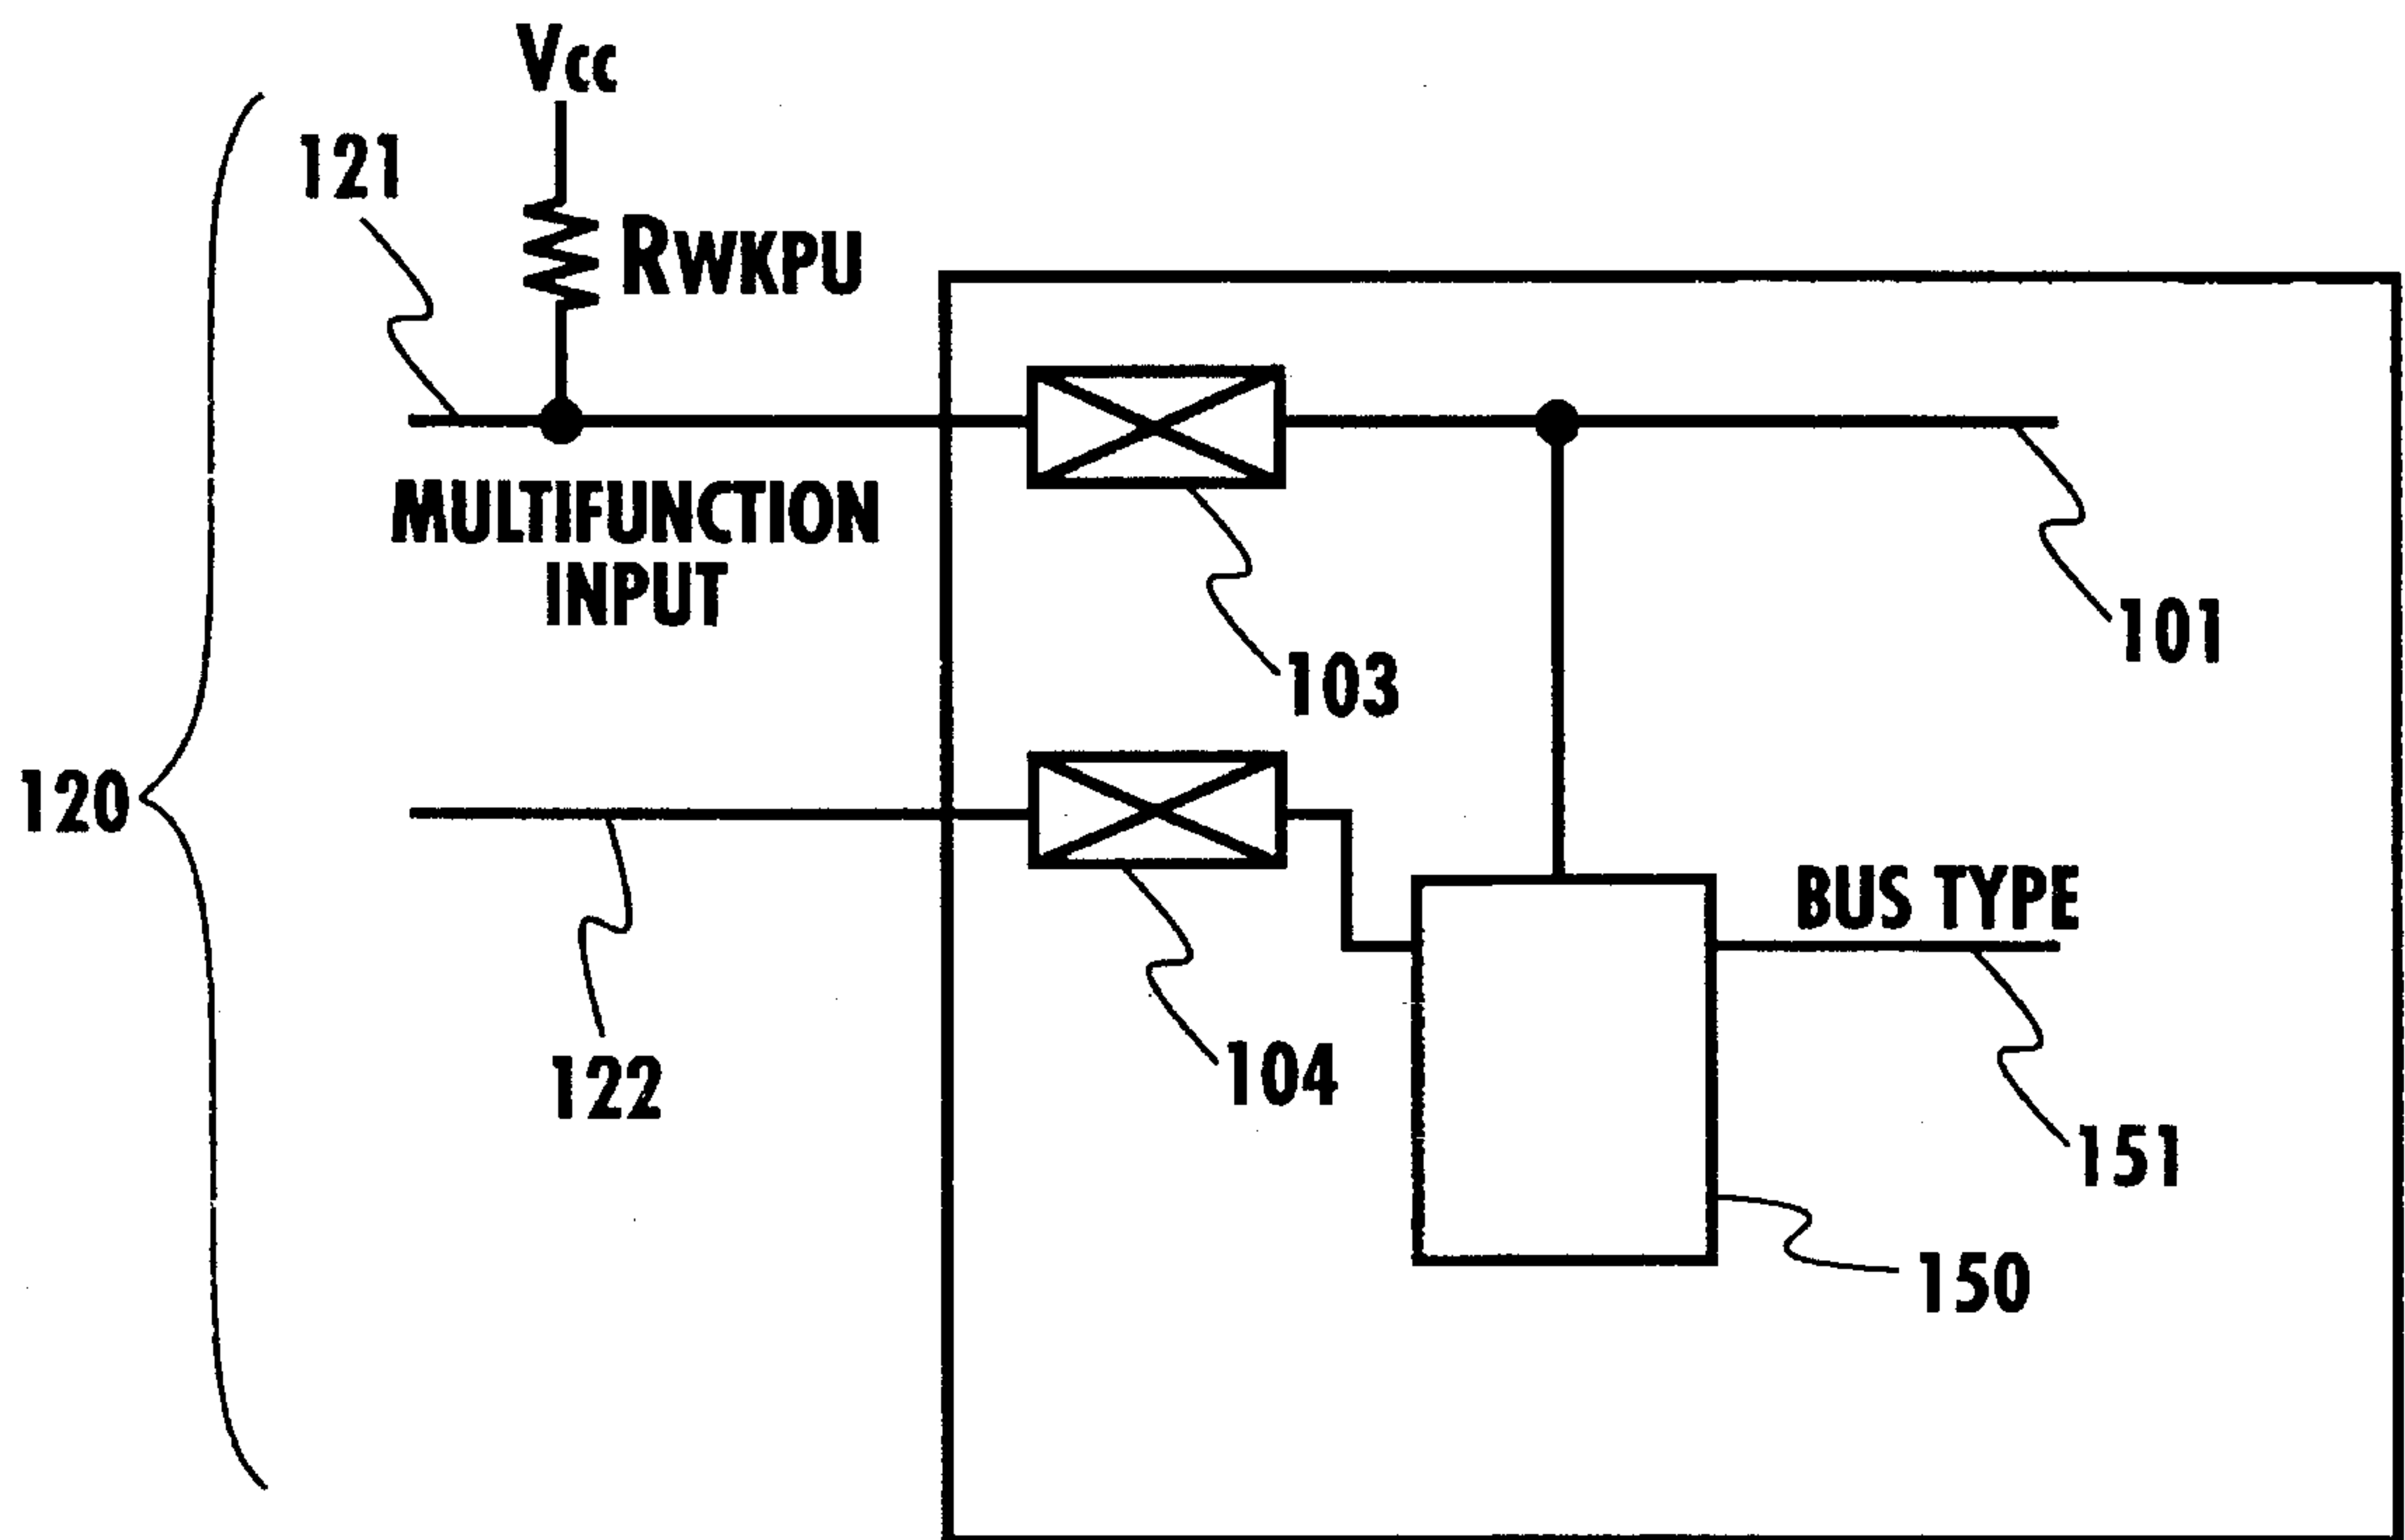 Vcc
121
RWKPU
MULTIFUNCTION
INPUT
101
103
120
BUS TYPE
122
104
151
150